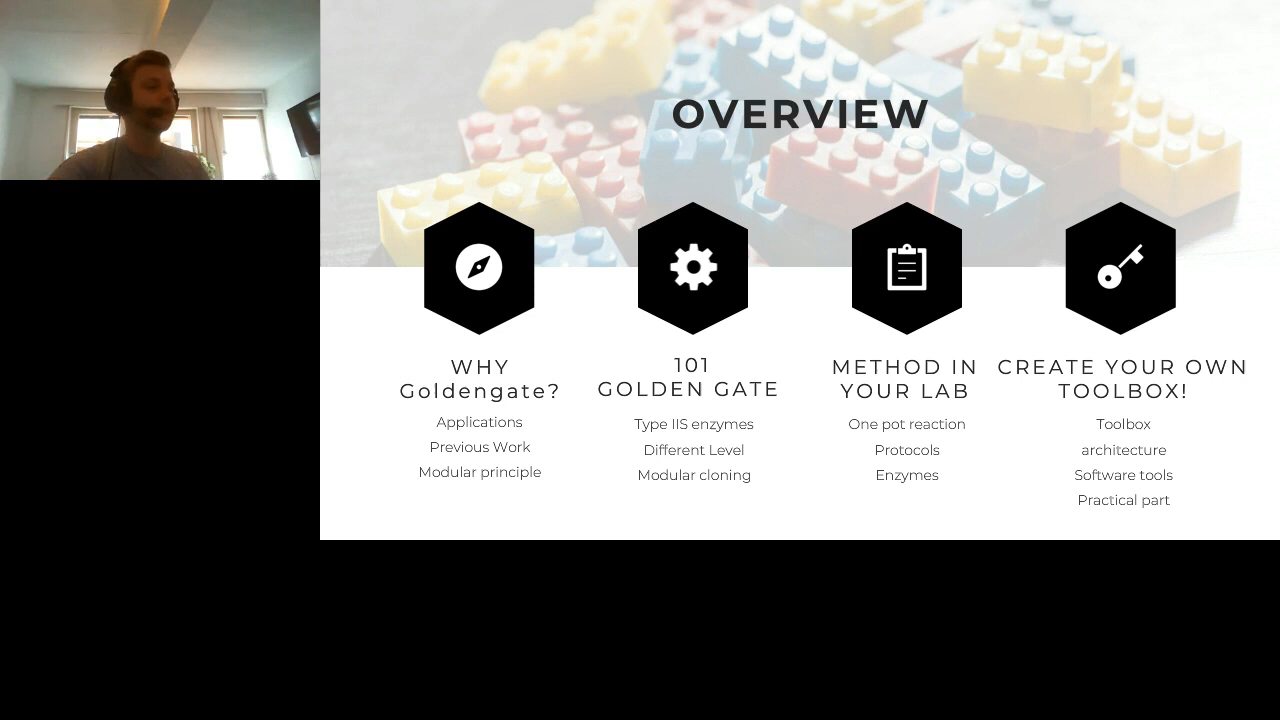 OVERVIEW
WHY
Goldengate?
Applications
Previous Work
Modular principle
101
GOLDEN GATE
Type IIS enzymes
Different Level
Modular cloning
METHOD IN
YOUR LAB
One pot reaction
Protocols
Enzymes
CREATE YOUR OWN
TOOLBOX!
Toolbox
architecture
Software tools
Practical part